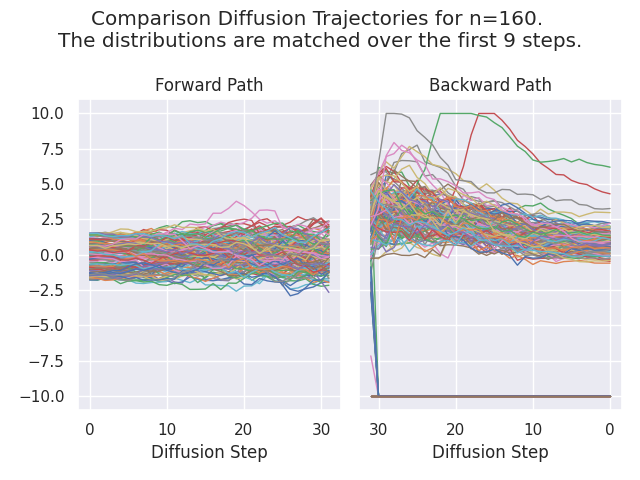 Comparison Diffusion Trajectories for n=160.
The distributions are matched over the first 9 steps.
Forward Path
Backward Path
10.0
7.5
5.0
2.5
0.0
−2.5
−5.0
−7.5
−10.0
0 10 20 30
30 20 10 0
Diffusion Step
Diffusion Step